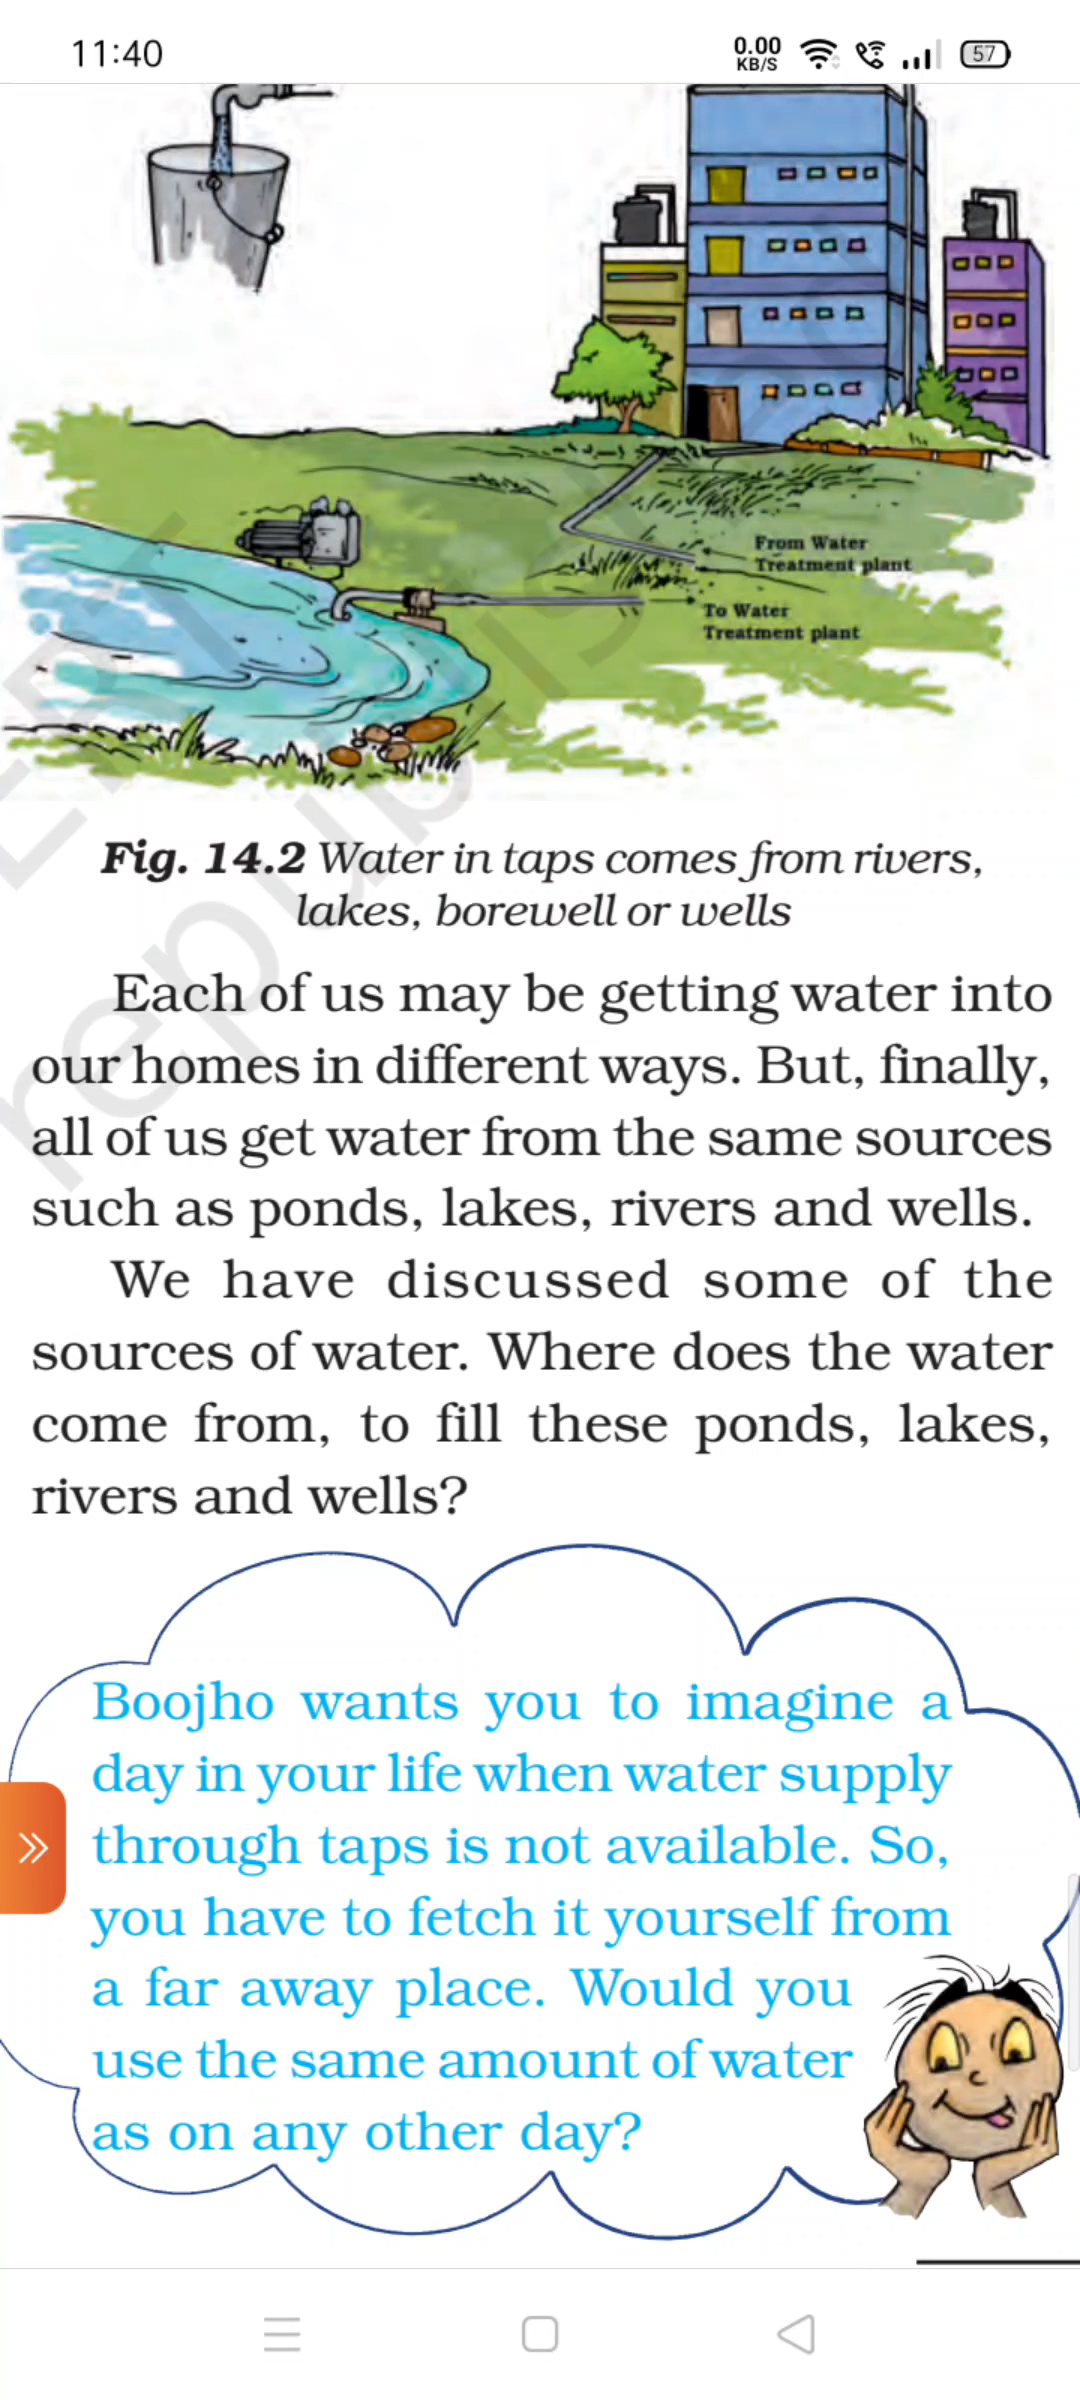 11:40
0.00
KB/S
57
From Water
Treatment plant
To Water
Treatment plant
Fig. 14.2 Water in taps comes from rivers,
lakes, borewell or wells
Each of us may be getting water into
our homes in different ways. But, finally,
all of us get water from the same sources
such as ponds, lakes, rivers and wells.
We have discussed some of the
sources of water. Where does the water
come from, to fill these ponds, lakes,
rivers and wells?
Boojho wants you to imagine a
day in your life when water supply
through taps is not available. So,
you have to fetch it yourself from
a far away place. Would you
use the same amount of water
as on any other day?